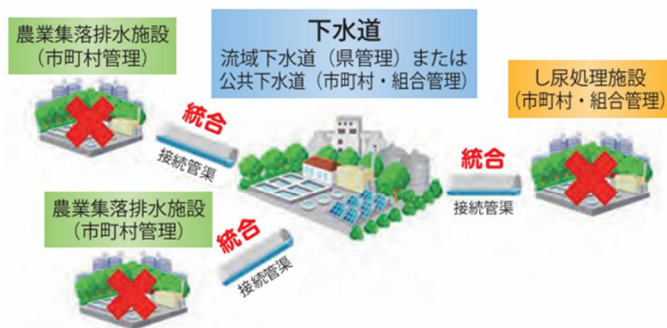 農業集落排水施設
（市町村管理）
下水道
流域下水道（県管理）または
公共下水道（市町村・組合管理）
し尿処理施設
（市町村・組合管理）
統合
接続管渠
統合
接続管渠
農業集落排水施設
（市町村管理）
統合
接続管渠